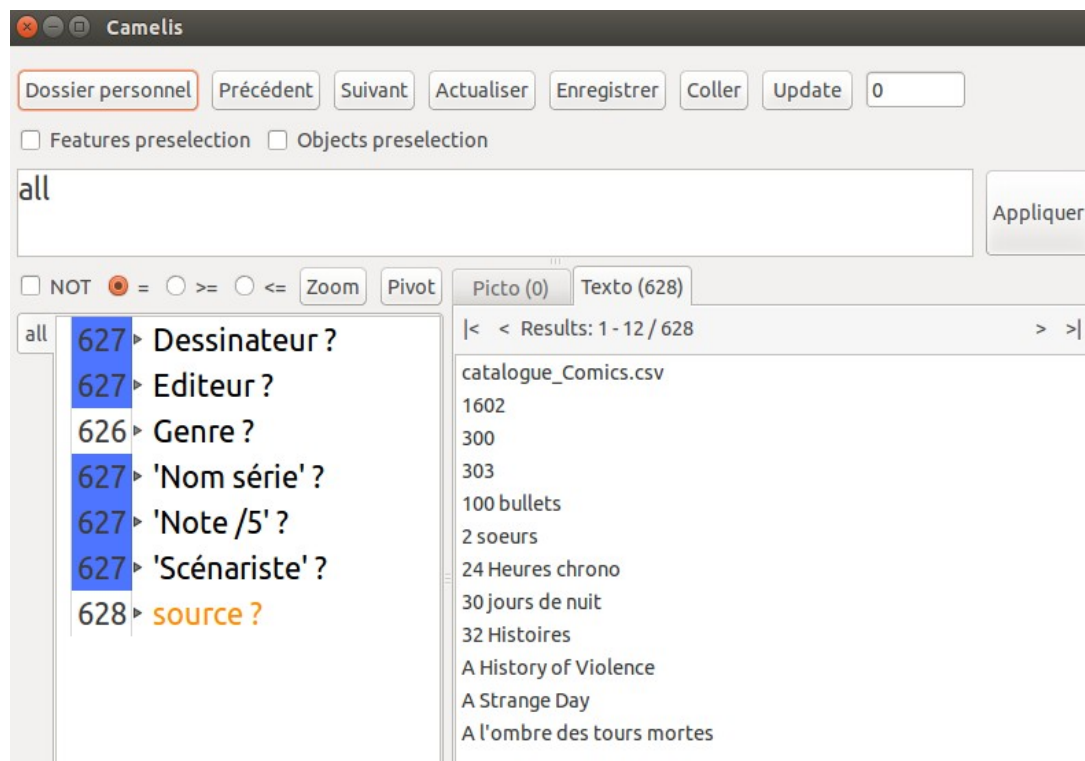 Camelis
Dossier personnel Précédent Suivant Actualiser Enregistrer Coller Update 0
Features preselection Objects preselection
all
Appliquer
NOT = >= <= Zoom Pivot
Picto (0) Texto (628)
all
|< < Results: 1 - 12 / 628 > >|
627 Dessinateur ?
627 Editeur ?
626 Genre ?
627 'Nom série' ?
627 'Note /5' ?
627 'Scénariste' ?
628 source ?
catalogue_Comics.csv
1602
300
303
100 bullets
2 soeurs
24 Heures chrono
30 jours de nuit
32 Histoires
A History of Violence
A Strange Day
A l'ombre des tours mortes